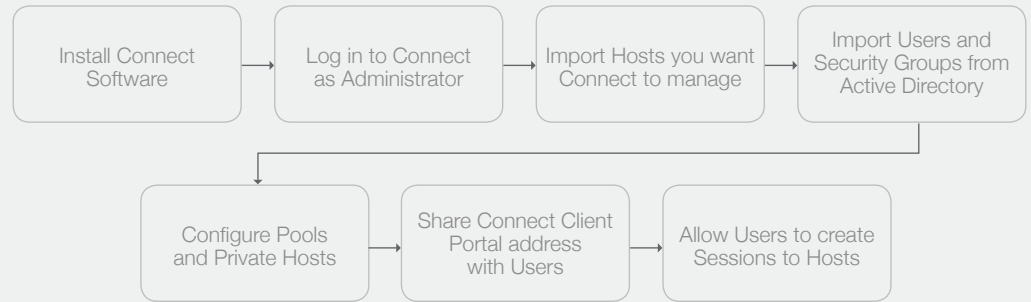 Install Connect
Software
Log in to Connect
as Administrator
Import Hosts you want
Connect to manage
Import Users and
Security Groups from
Active Directory
Configure Pools
and Private Hosts
Share Connect Client
Portal address
with Users
Allow Users to create
Sessions to Hosts